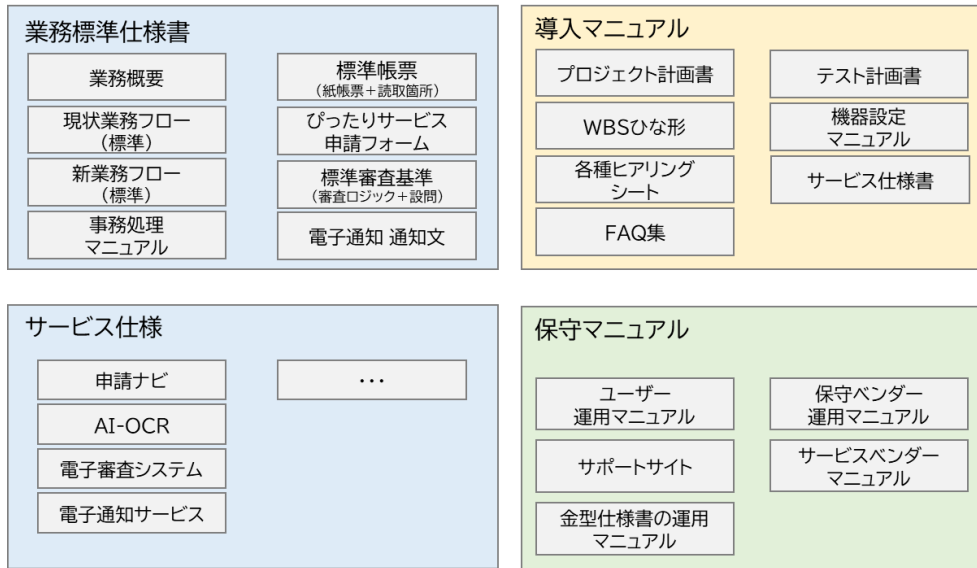 業務標準仕様書
業務概要
現状業務フロー
(標準)
新業務フロー
(標準)
事務処理
マニュアル
標準帳票
(紙帳票+読取箇所)
ぴったりサービス
申請フォーム
標準審査基準
(審査ロジック+設問)
電子通知 通知文
導入マニュアル
プロジェクト計画書
WBSひな形
各種ヒアリング
シート
FAQ集
テスト計画書
機器設定
マニュアル
サービス仕様書
サービス仕様
申請ナビ
AI-OCR
電子審査システム
電子通知サービス
・・・
保守マニュアル
ユーザー
運用マニュアル
サポートサイト
金型仕様書の運用
マニュアル
保守ベンダー
運用マニュアル
サービスベンダー
マニュアル